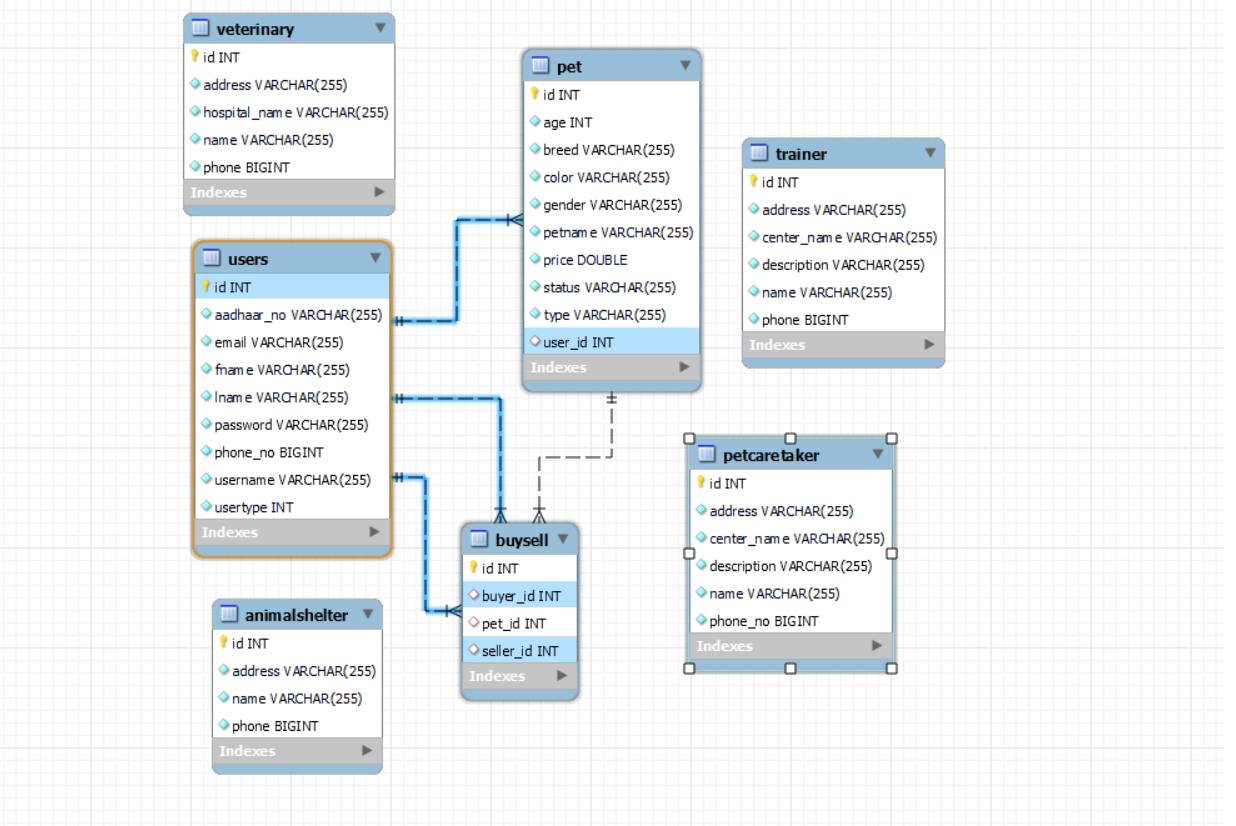 veterinary
id INT
address VARCHAR(255)
hospital_name VARCHAR(255)
name VARCHAR(255)
phone BIGINT
Indexes
users
id INT
aadhaar_no VARCHAR(255)
email VARCHAR(255)
fname VARCHAR(255)
lname VARCHAR(255)
password VARCHAR(255)
phone_no BIGINT
username VARCHAR(255)
usertype INT
Indexes
animalshelter
id INT
address VARCHAR(255)
name VARCHAR(255)
phone BIGINT
Indexes
pet
id INT
age INT
breed VARCHAR(255)
color VARCHAR(255)
gender VARCHAR(255)
petname VARCHAR(255)
price DOUBLE
status VARCHAR(255)
type VARCHAR(255)
user_id INT
Indexes
buysell
id INT
buyer_id INT
pet_id INT
seller_id INT
Indexes
trainer
id INT
address VARCHAR(255)
center_name VARCHAR(255)
description VARCHAR(255)
name VARCHAR(255)
phone BIGINT
Indexes
petcaretaker
id INT
address VARCHAR(255)
center_name VARCHAR(255)
description VARCHAR(255)
name VARCHAR(255)
phone_no BIGINT
Indexes